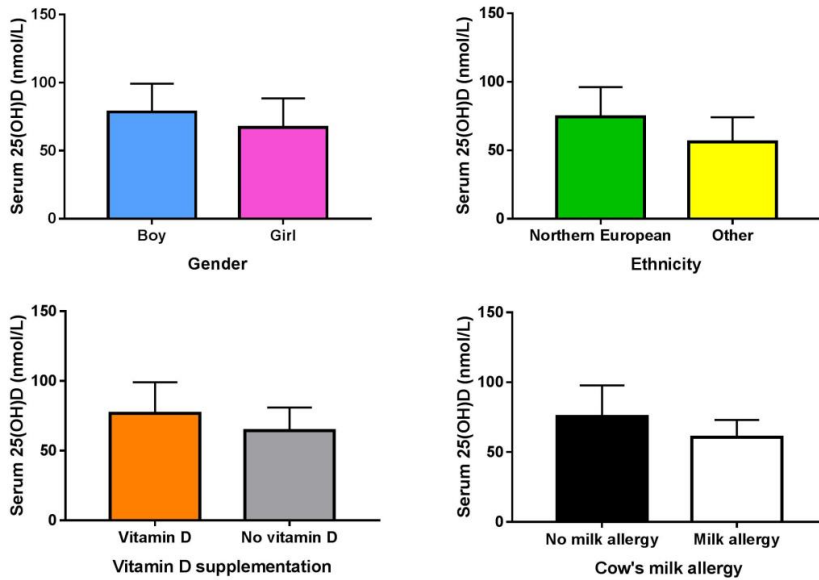 Serum 25(OH)D (nmol/L)
150
100
50
0
Boy
Girl
Gender
Serum 25(OH)D (nmol/L)
150
100
50
0
Northern European
Other
Ethnicity
Serum 25(OH)D (nmol/L)
150
100
50
0
Vitamin D
No vitamin D
Vitamin D supplementation
Serum 25(OH)D (nmol/L)
150
100
50
0
No milk allergy
Milk allergy
Cow's milk allergy